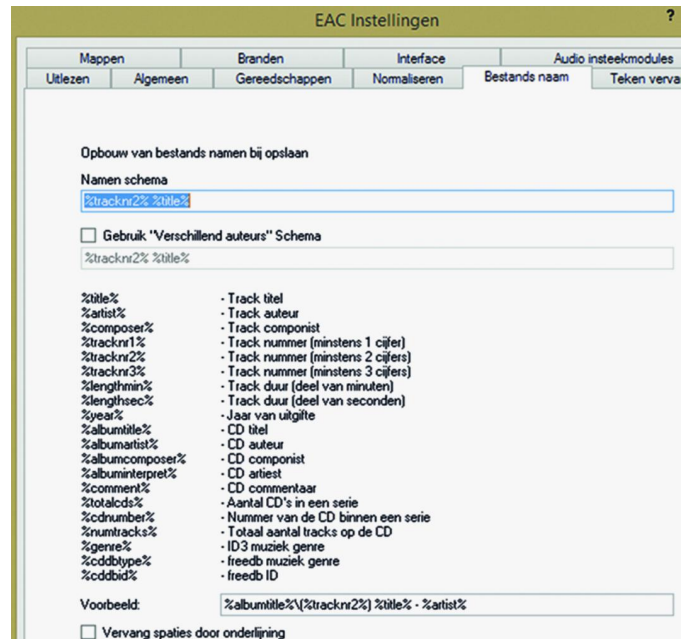 EAC Instellingen ?
Mappen Branden Interface Audio insteekmodules
Uitlezen Algemeen Gereedschappen Normaliseren Bestands naam Teken verva
Opbouw van bestands namen bij opslaan
Namen schema
%tracknr2% %title%
Gebruik "Verschillend auteurs" Schema
%tracknr2% %title%
%title% - Track titel
%artist% - Track auteur
%composer% - Track componist
%tracknr1% - Track nummer (minstens 1 cijfer)
%tracknr2% - Track nummer (minstens 2 cijfers)
%tracknr3% - Track nummer (minstens 3 cijfers)
%lengthmin% - Track duur (deel van minuten)
%lengthsec% - Track duur (deel van seconden)
%year% - Jaar van uitgifte
%albumtitle% - CD titel
%albumartist% - CD auteur
%albumcomposer% - CD componist
%albuminterpret% - CD artiest
%comment% - CD commentaar
%totalcds% - Aantal CD's in een serie
%cdnumber% - Nummer van de CD binnen een serie
%numtracks% - Totaal aantal tracks op de CD
%genre% - ID3 muziek genre
%cddbtype% - freedb muziek genre
%cddbid% - freedb ID
Voorbeeld: %albumtitle%\(%tracknr2%) %title% - %artist%
Vervang spaties door onderlijning